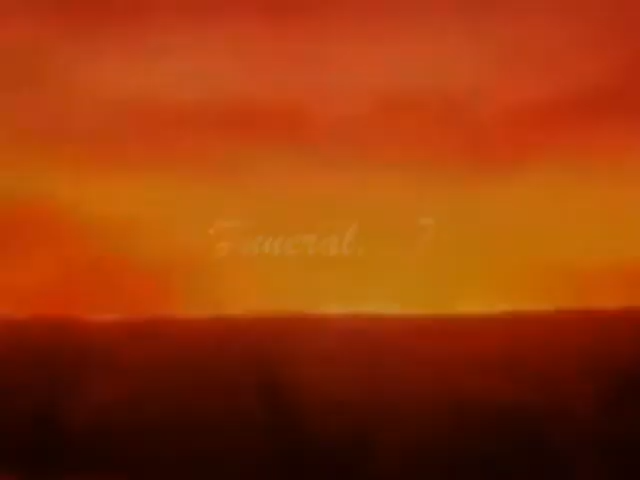 Funeral. . . ?